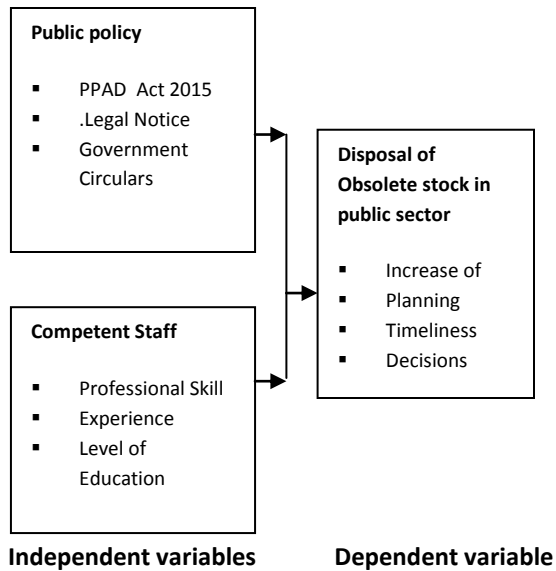 Public policy
▪ PPAD Act 2015
▪ .Legal Notice
▪ Government
Circulars
Competent Staff
▪ Professional Skill
▪ Experience
▪ Level of
Education
Disposal of
Obsolete stock in
public sector
▪ Increase of
▪ Planning
▪ Timeliness
▪ Decisions
Independent variables
Dependent variable